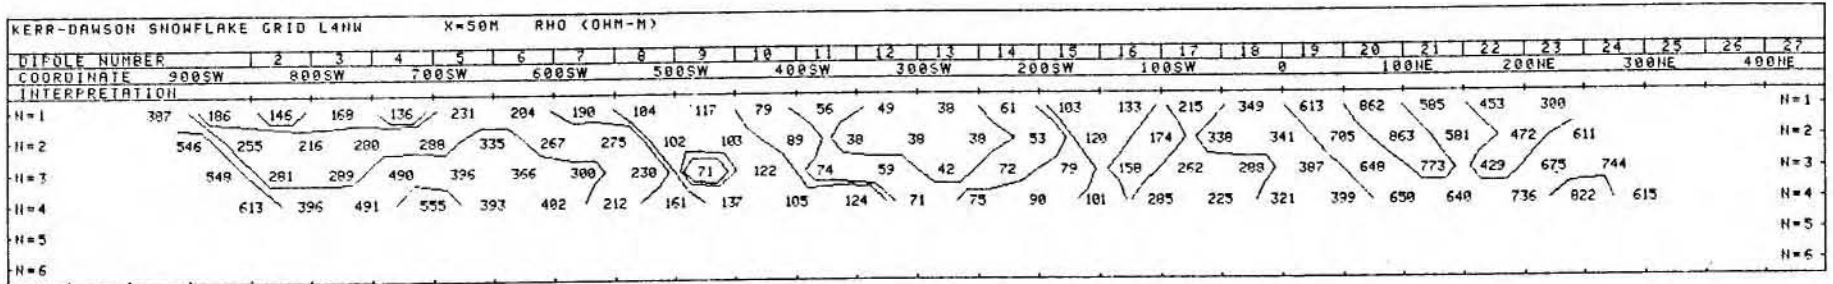 KERR-DAWSON SNOWFLAKE GRID L4NW X=50M RHO (OHM-M)
DIPOLE NUMBER 2 3 4 5 6 7 8 9 10 11 12 13 14 15 16 17 18 19 20 21 22 23 24 25 26 27
COORDINATE 900SW 800SW 700SW 600SW 500SW 400SW 300SW 200SW 100SW 0 100NE 200NE 300NE 400NE
INTERPRETATION
N=1 387 186 146 168 136 231 204 190 104 117 79 56 49 38 61 103 133 215 349 613 862 585 453 300 N=1
N=2 546 255 216 280 288 335 267 275 102 103 89 38 38 38 53 120 174 338 341 705 863 581 472 611 N=2
N=3 548 281 289 490 396 366 300 230 71 122 74 59 42 72 79 158 262 288 387 648 773 429 675 744 N=3
N=4 613 396 491 555 393 402 212 161 137 105 124 71 75 90 101 285 225 321 399 650 640 736 822 615 N=4
N=5 N=5
N=6 N=6